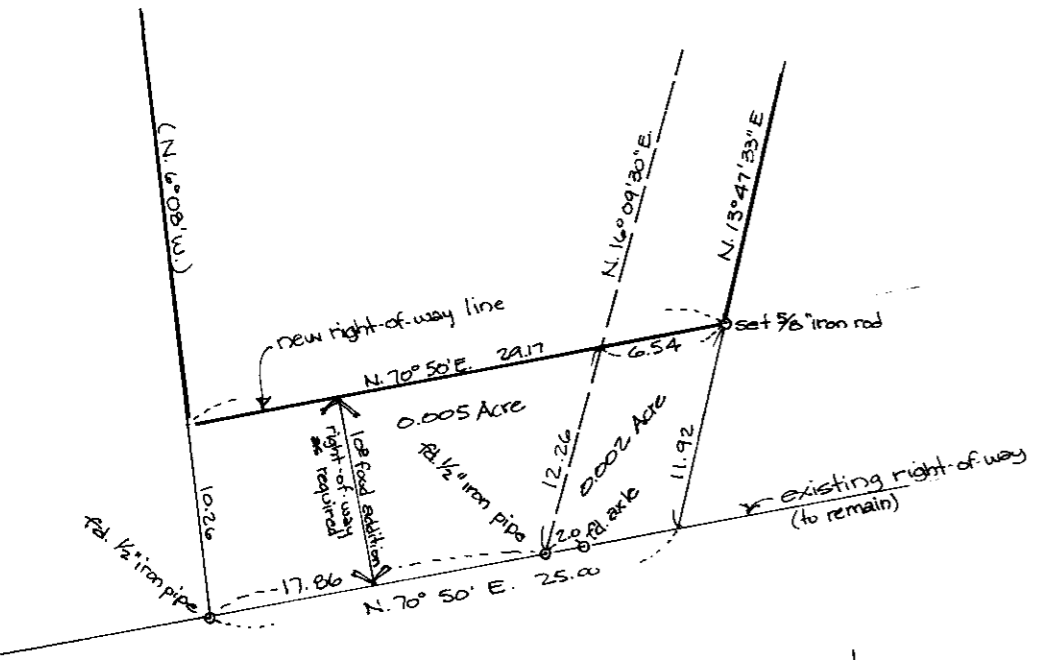 (N. 6°08'W.)
N. 16°09'30"E.
N. 13°47'33"E
new right-of-way line
set 5/8" iron rod
N. 70° 50'E. 29.17
6.54
0.005 Acre
right-of-way
as required
fd. 1/2" iron pipe
12.26
0.002 Acre
11.92
existing right-of-way
(to remain)
10.26
fd. 1/2" iron pipe
2.0
fd. axle
17.86
N. 70° 50' E. 25.00
addition